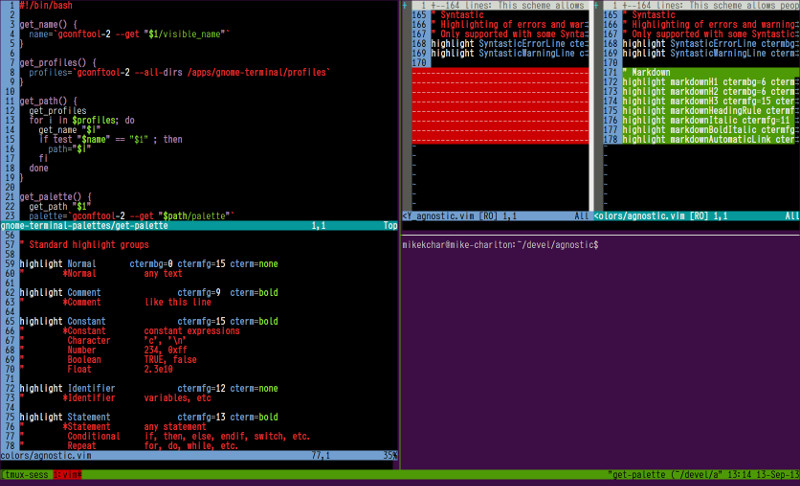 1 #!/bin/bash
2
3 get_name() {
4   name=`gconftool-2 --get "$1/visible_name"`
5 }
6
7 get_profiles() {
8   profiles=`gconftool-2 --all-dirs /apps/gnome-terminal/profiles`
9 }
10
11 get_path() {
12   get_profiles
13   for i in $profiles; do
14     get_name "$i"
15     if test "$name" == "$1" ; then
16       path="$i"
17     fi
18   done
19 }
20
21 get_palette() {
22   get_path "$1"
23   palette=`gconftool-2 --get "$path/palette"`
gnome-terminal-palettes/get-palette 1,1 Top
56
57 " Standard highlight groups
58
59 highlight Normal ctermbg=0 ctermfg=15 cterm=none
60 " *Normal any text
61
62 highlight Comment ctermfg=9 cterm=bold
63 " *Comment like this line
64
65 highlight Constant ctermfg=15 cterm=bold
66 " *Constant constant expressions
67 " Character 'c', '\n'
68 " Number 234, 0xff
69 " Boolean TRUE, false
70 " Float 2.3e10
71
72 highlight Identifier ctermfg=12 cterm=none
73 " *Identifier variables, etc
74
75 highlight Statement ctermfg=13 cterm=bold
76 " *Statement any statement
77 " Conditional if, then, else, endif, switch, etc.
78 " Repeat for, do, while, etc.
colors/agnostic.vim 77,1 35%
+ 1 +--164 lines: This scheme allows
165 " Syntastic
166 " Highlighting of errors and war
167 " Only supported with some Synta
168 highlight SyntasticErrorLine cte
169 highlight SyntasticWarningLine c
170
<Y_agnostic.vim [RO] 1,1 All
+ 1 +--164 lines: This scheme allows peop
165 " Syntastic
166 " Highlighting of errors and warning
167 " Only supported with some Syntastic
168 highlight SyntasticErrorLine ctermbg=
169 highlight SyntasticWarningLine cterm
170
171 " Markdown
172 highlight markdownH1 ctermbg=6 cterm=
173 highlight markdownH2 ctermbg=6 cterm
174 highlight markdownH3 ctermfg=15 cterm
175 highlight markdownHeadingRule ctermf
176 highlight markdownItalic ctermfg=11
177 highlight markdownBoldItalic ctermfg
178 highlight markdownAutomaticLink cter
<olors/agnostic.vim [RO] 1,1 All
mikekchar@mike-charlton:~/devel/agnostic$
[tmux-sess 1:vim* "get-palette (~/devel/a" 13:14 13-Sep-13